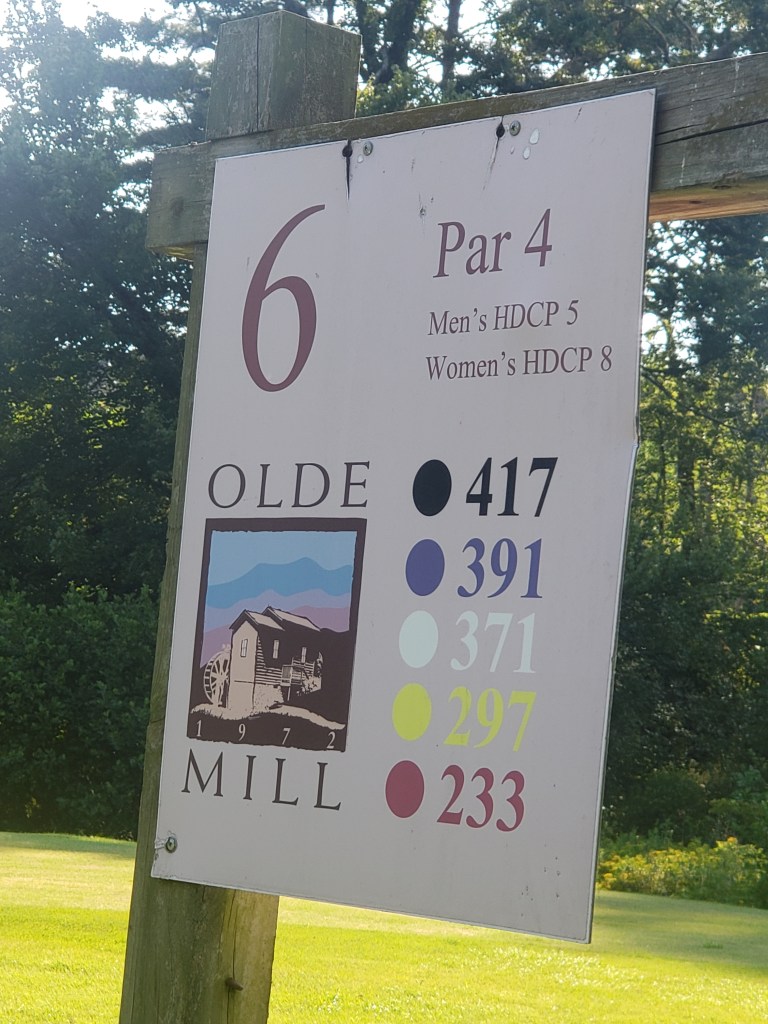 6
Par 4
Men's HDCP 5
Women's HDCP 8
OLDE
1972
MILL
417
391
371
297
233